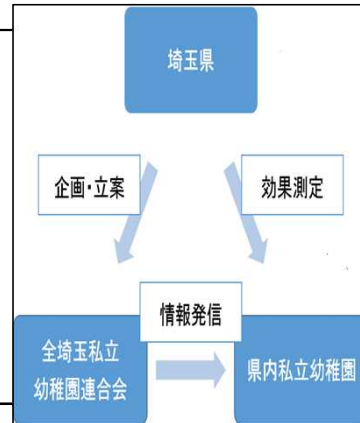 埼玉県
企画・立案
効果測定
情報発信
全埼玉私立
幼稚園連合会
県内私立幼稚園